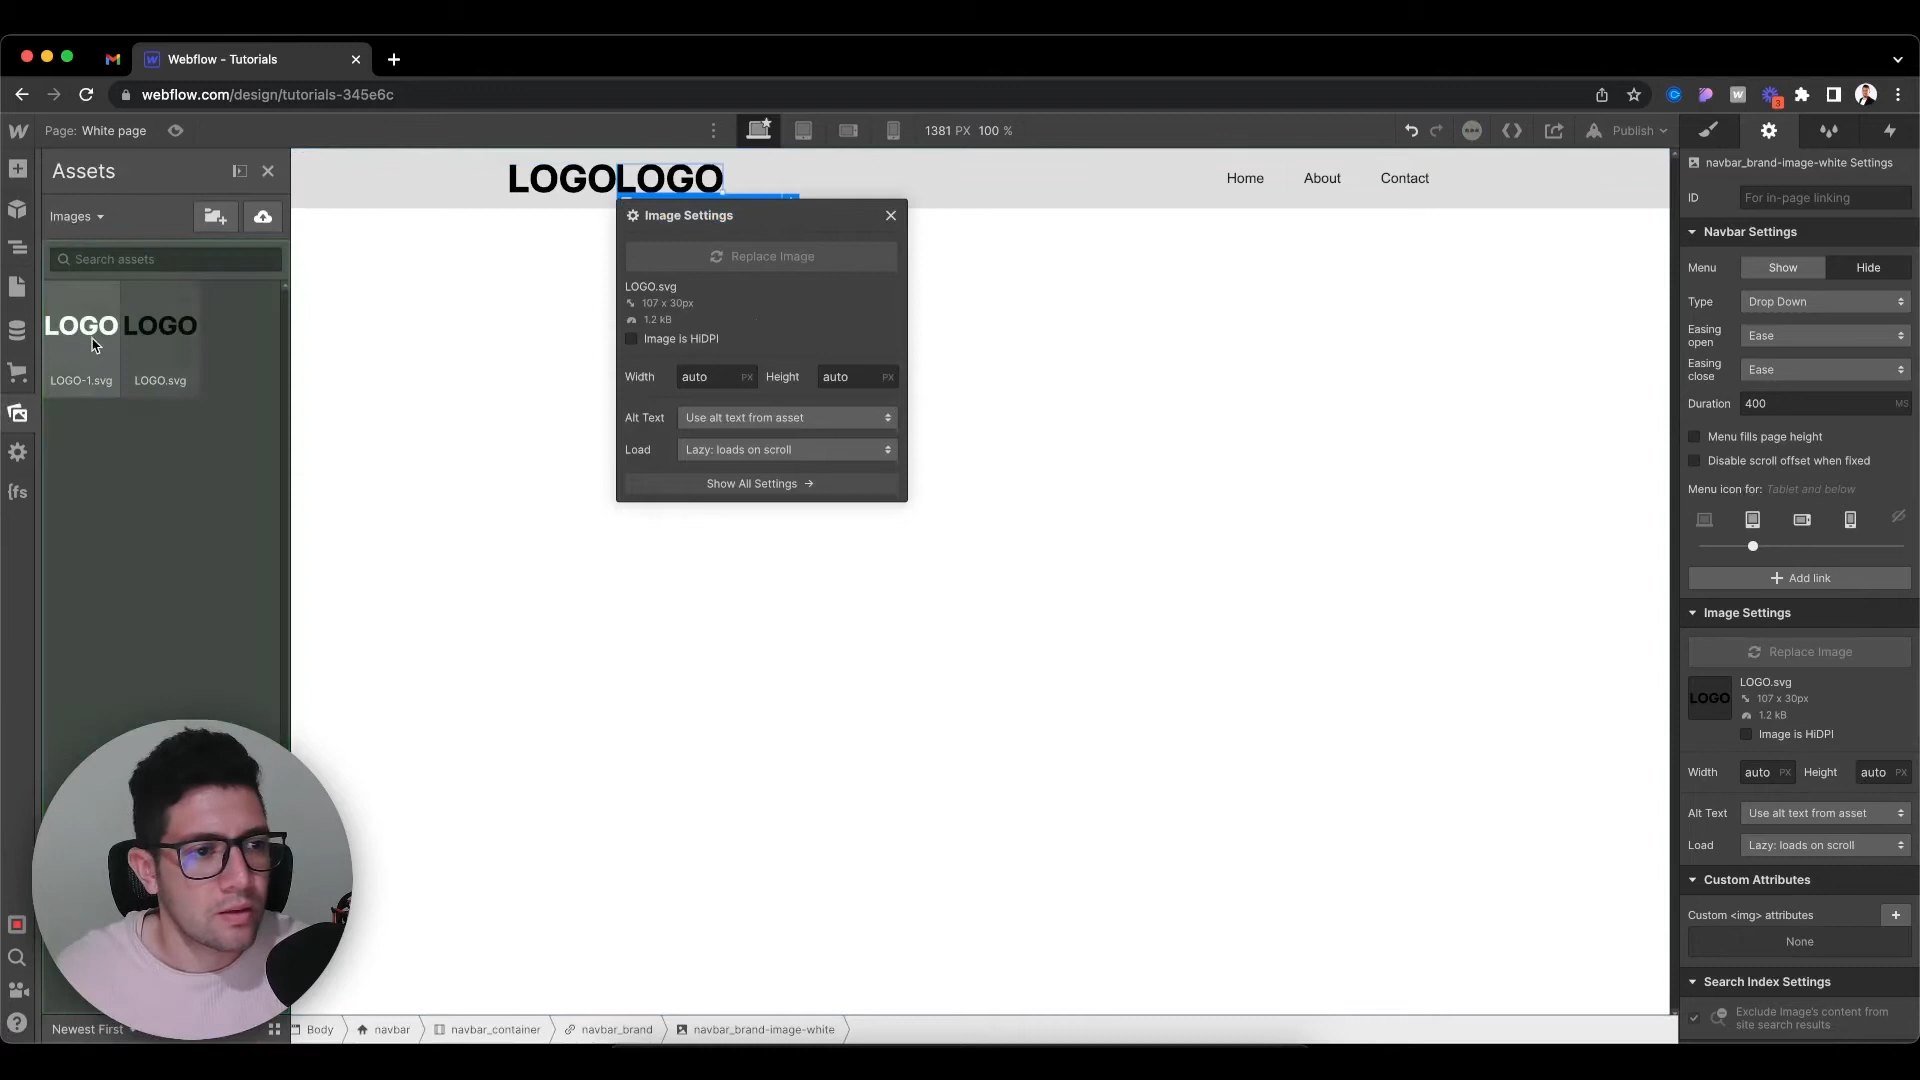 Webflow - Tutorials
webflow.com/design/tutorials-345e6c
3
Page: White page
1381 PX 100 %
Publish
Assets
Images
Search assets
LOGO LOGO
LOGO-1.svg LOGO.svg
Newest First
LOGOLOGO
Home About Contact
Image Settings
Replace Image
LOGO.svg
107 x 30px
1.2 kB
Image is HiDPI
Width auto PX Height auto PX
Alt Text Use alt text from asset
Load Lazy: loads on scroll
Show All Settings
Body navbar navbar_container navbar_brand navbar_brand-image-white
navbar_brand-image-white Settings
ID For in-page linking
Navbar Settings
Menu Show Hide
Type Drop Down
Easing open Ease
Easing close Ease
Duration 400 MS
Menu fills page height
Disable scroll offset when fixed
Menu icon for: Tablet and below
Add link
Image Settings
Replace Image
LOGO
LOGO.svg
107 x 30px
1.2 kB
Image is HiDPI
Width auto PX Height auto PX
Alt Text Use alt text from asset
Load Lazy: loads on scroll
Custom Attributes
Custom <img> attributes
None
Search Index Settings
Exclude Image's content from
site search results
{fs